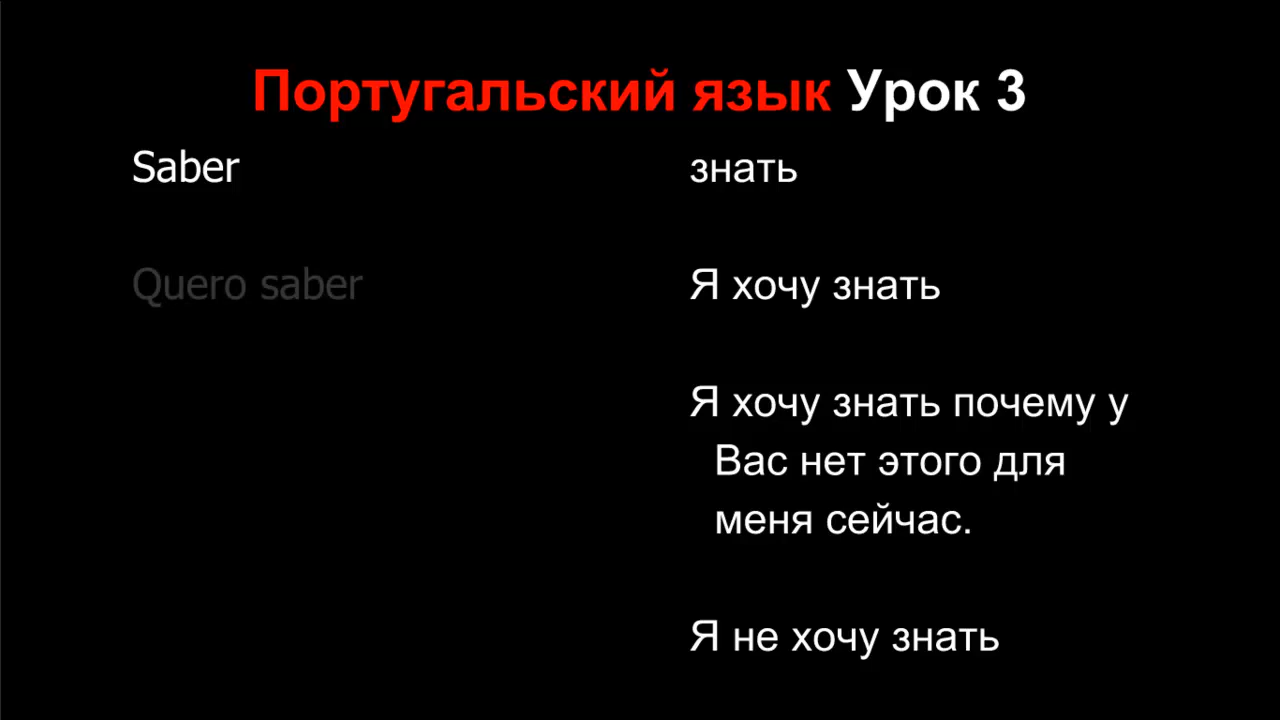 Португальский язык Урок 3
Saber
знать
Quero saber
Я хочу знать
Я хочу знать почему у
Вас нет этого для
меня сейчас.
Я не хочу знать